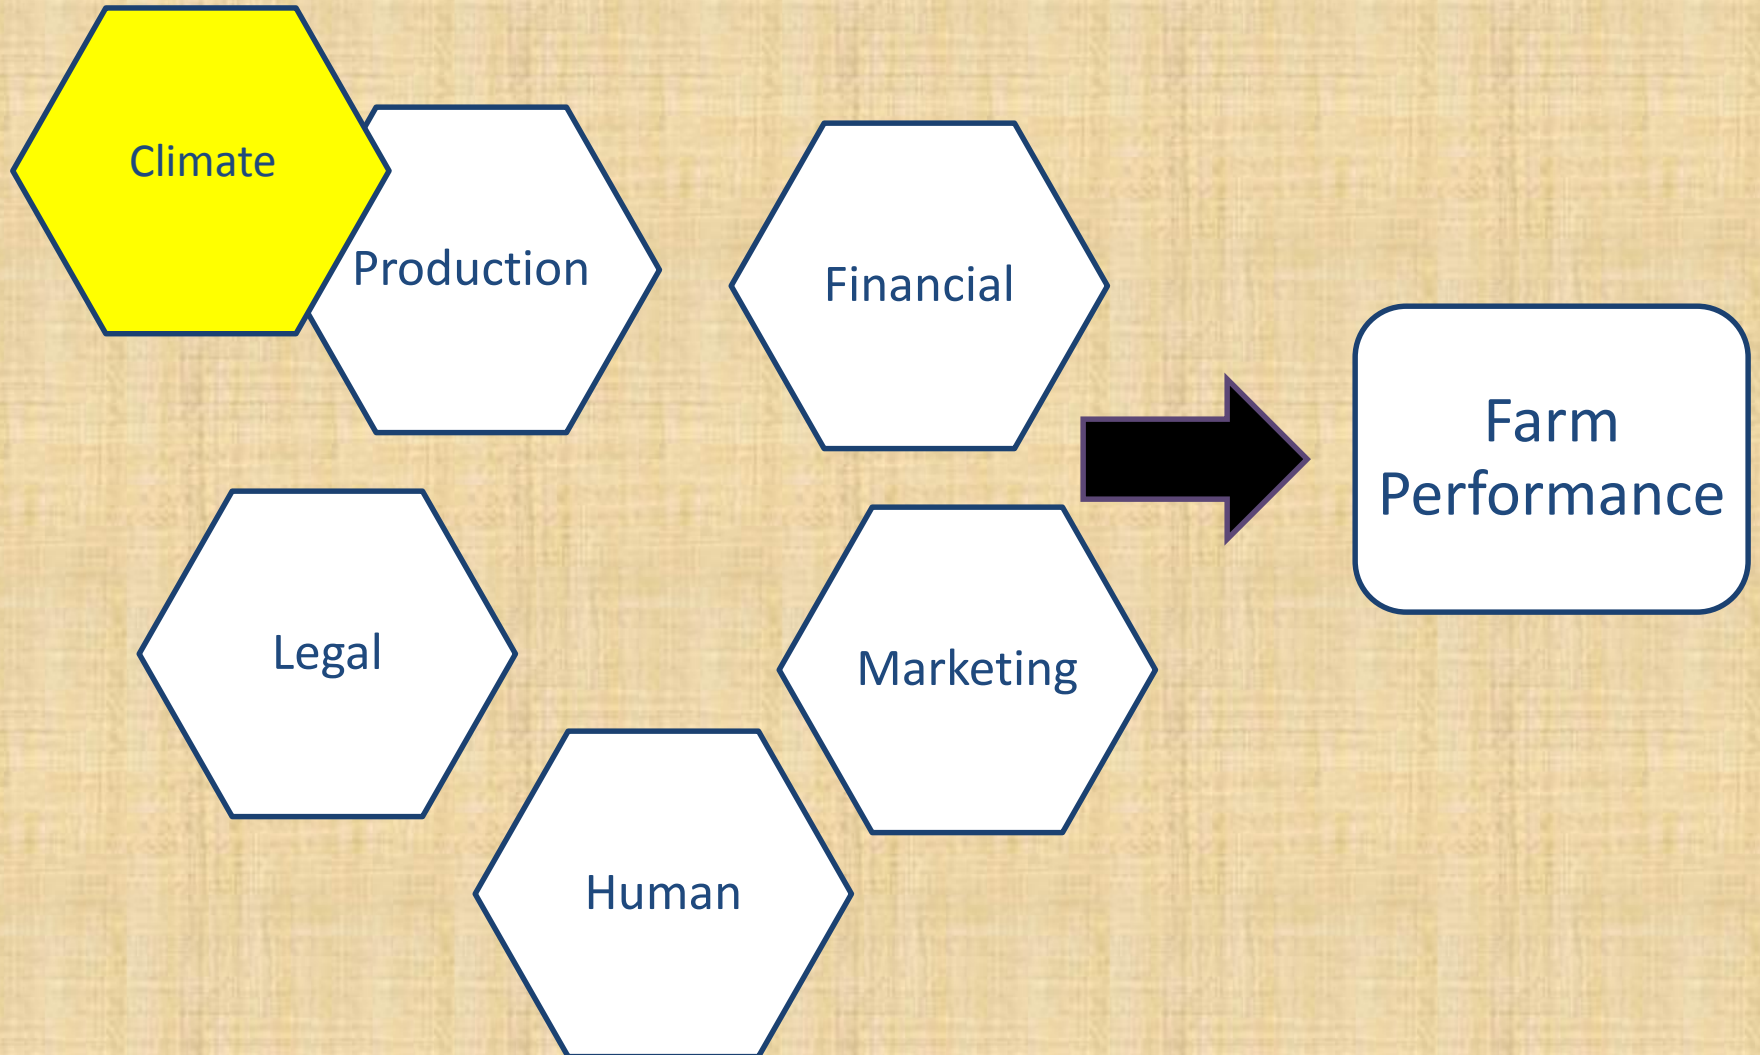 Climate
Production
Financial
Farm
Performance
Legal
Marketing
Human